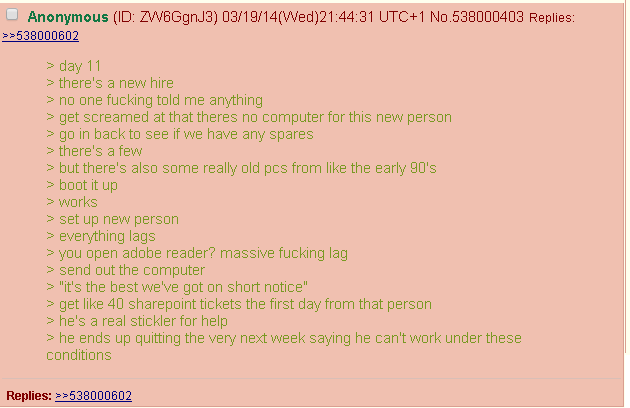 Anonymous (ID: ZW6GgnJ3) 03/19/14(Wed)21:44:31 UTC+1 No.538000403 Replies:
>>538000602
> day 11
> there's a new hire
> no one fucking told me anything
> get screamed at that theres no computer for this new person
> go in back to see if we have any spares
> there's a few
> but there's also some really old pcs from like the early 90's
> boot it up
> works
> set up new person
> everything lags
> you open adobe reader? massive fucking lag
> send out the computer
> "it's the best we've got on short notice"
> get like 40 sharepoint tickets the first day from that person
> he's a real stickler for help
> he ends up quitting the very next week saying he can't work under these
conditions
Replies: >>538000602